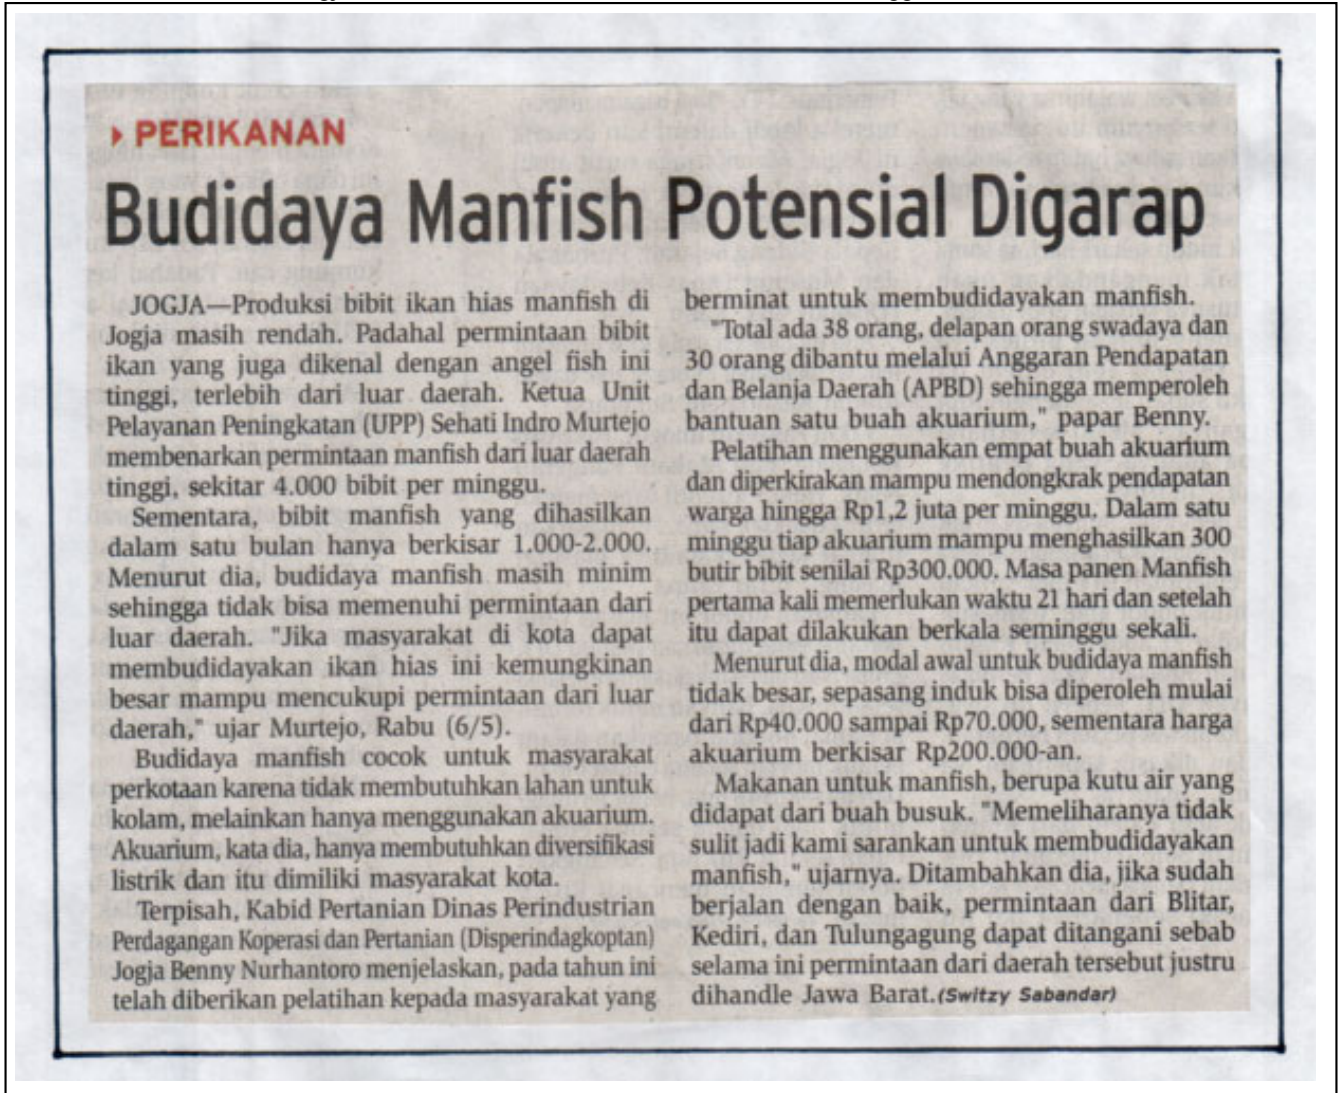 PERIKANAN
Budidaya Manfish Potensial Digarap
JOGJA—Produksi bibit ikan hias manfish di
Jogja masih rendah. Padahal permintaan bibit
ikan yang juga dikenal dengan angel fish ini
tinggi, terlebih dari luar daerah. Ketua Unit
Pelayanan Peningkatan (UPP) Sehati Indro Murtejo
membenarkan permintaan manfish dari luar daerah
tinggi, sekitar 4.000 bibit per minggu.
Sementara, bibit manfish yang dihasilkan
dalam satu bulan hanya berkisar 1.000-2.000.
Menurut dia, budidaya manfish masih minim
sehingga tidak bisa memenuhi permintaan dari
luar daerah. "Jika masyarakat di kota dapat
membudidayakan ikan hias ini kemungkinan
besar mampu mencukupi permintaan dari luar
daerah," ujar Murtejo, Rabu (6/5).
Budidaya manfish cocok untuk masyarakat
perkotaan karena tidak membutuhkan lahan untuk
kolam, melainkan hanya menggunakan akuarium.
Akuarium, kata dia, hanya membutuhkan diversifikasi
listrik dan itu dimiliki masyarakat kota.
Terpisah, Kabid Pertanian Dinas Perindustrian
Perdagangan Koperasi dan Pertanian (Disperindagkoptan)
Jogja Benny Nurhantoro menjelaskan, pada tahun ini
telah diberikan pelatihan kepada masyarakat yang
berminat untuk membudidayakan manfish.
"Total ada 38 orang, delapan orang swadaya dan
30 orang dibantu melalui Anggaran Pendapatan
dan Belanja Daerah (APBD) sehingga memperoleh
bantuan satu buah akuarium," papar Benny.
Pelatihan menggunakan empat buah akuarium
dan diperkirakan mampu mendongkrak pendapatan
warga hingga Rp1,2 juta per minggu. Dalam satu
minggu tiap akuarium mampu menghasilkan 300
butir bibit senilai Rp300.000. Masa panen Manfish
pertama kali memerlukan waktu 21 hari dan setelah
itu dapat dilakukan berkala seminggu sekali.
Menurut dia, modal awal untuk budidaya manfish
tidak besar, sepasang induk bisa diperoleh mulai
dari Rp40.000 sampai Rp70.000, sementara harga
akuarium berkisar Rp200.000-an.
Makanan untuk manfish, berupa kutu air yang
didapat dari buah busuk. "Memeliharanya tidak
sulit jadi kami sarankan untuk membudidayakan
manfish," ujarnya. Ditambahkan dia, jika sudah
berjalan dengan baik, permintaan dari Blitar,
Kediri, dan Tulungagung dapat ditangani sebab
selama ini permintaan dari daerah tersebut justru
dihandle Jawa Barat.(Switzy Sabandar)